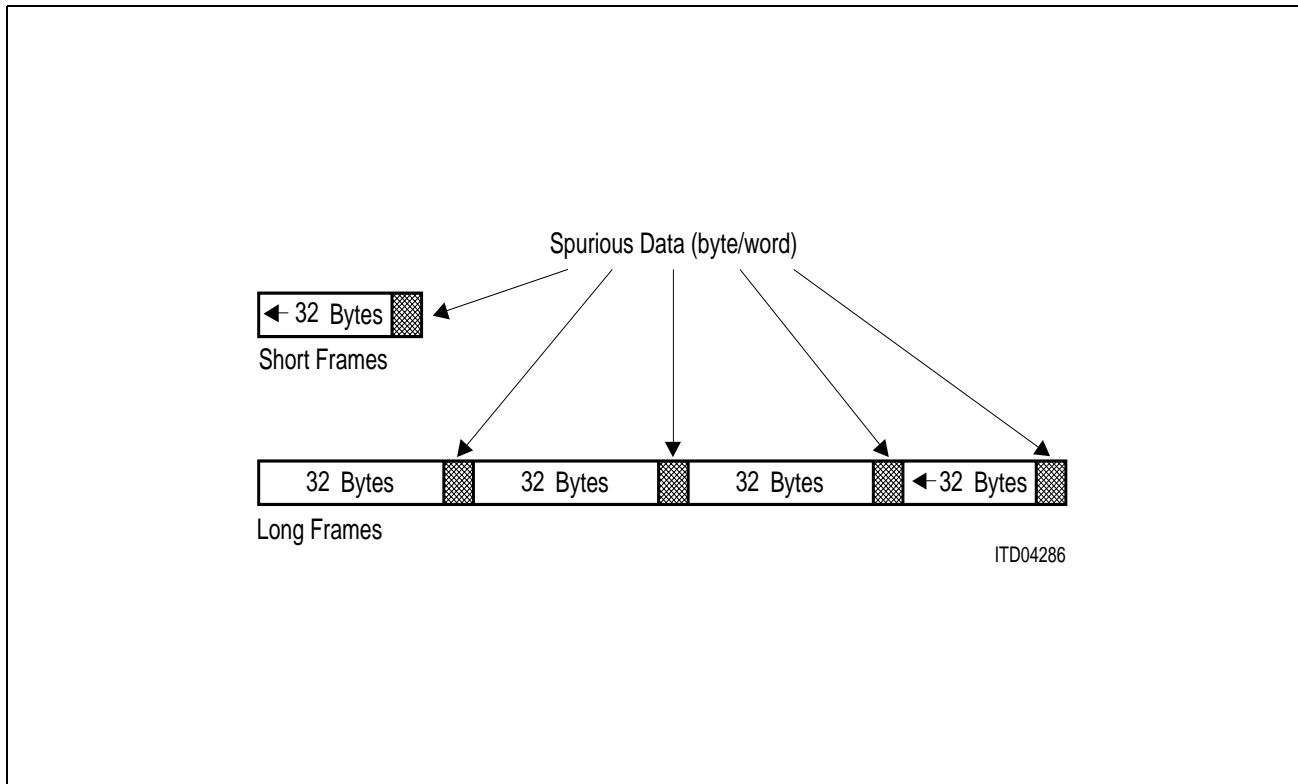 Spurious Data (byte/word)
32 Bytes
Short Frames
32 Bytes 32 Bytes 32 Bytes 32 Bytes
Long Frames
ITD04286